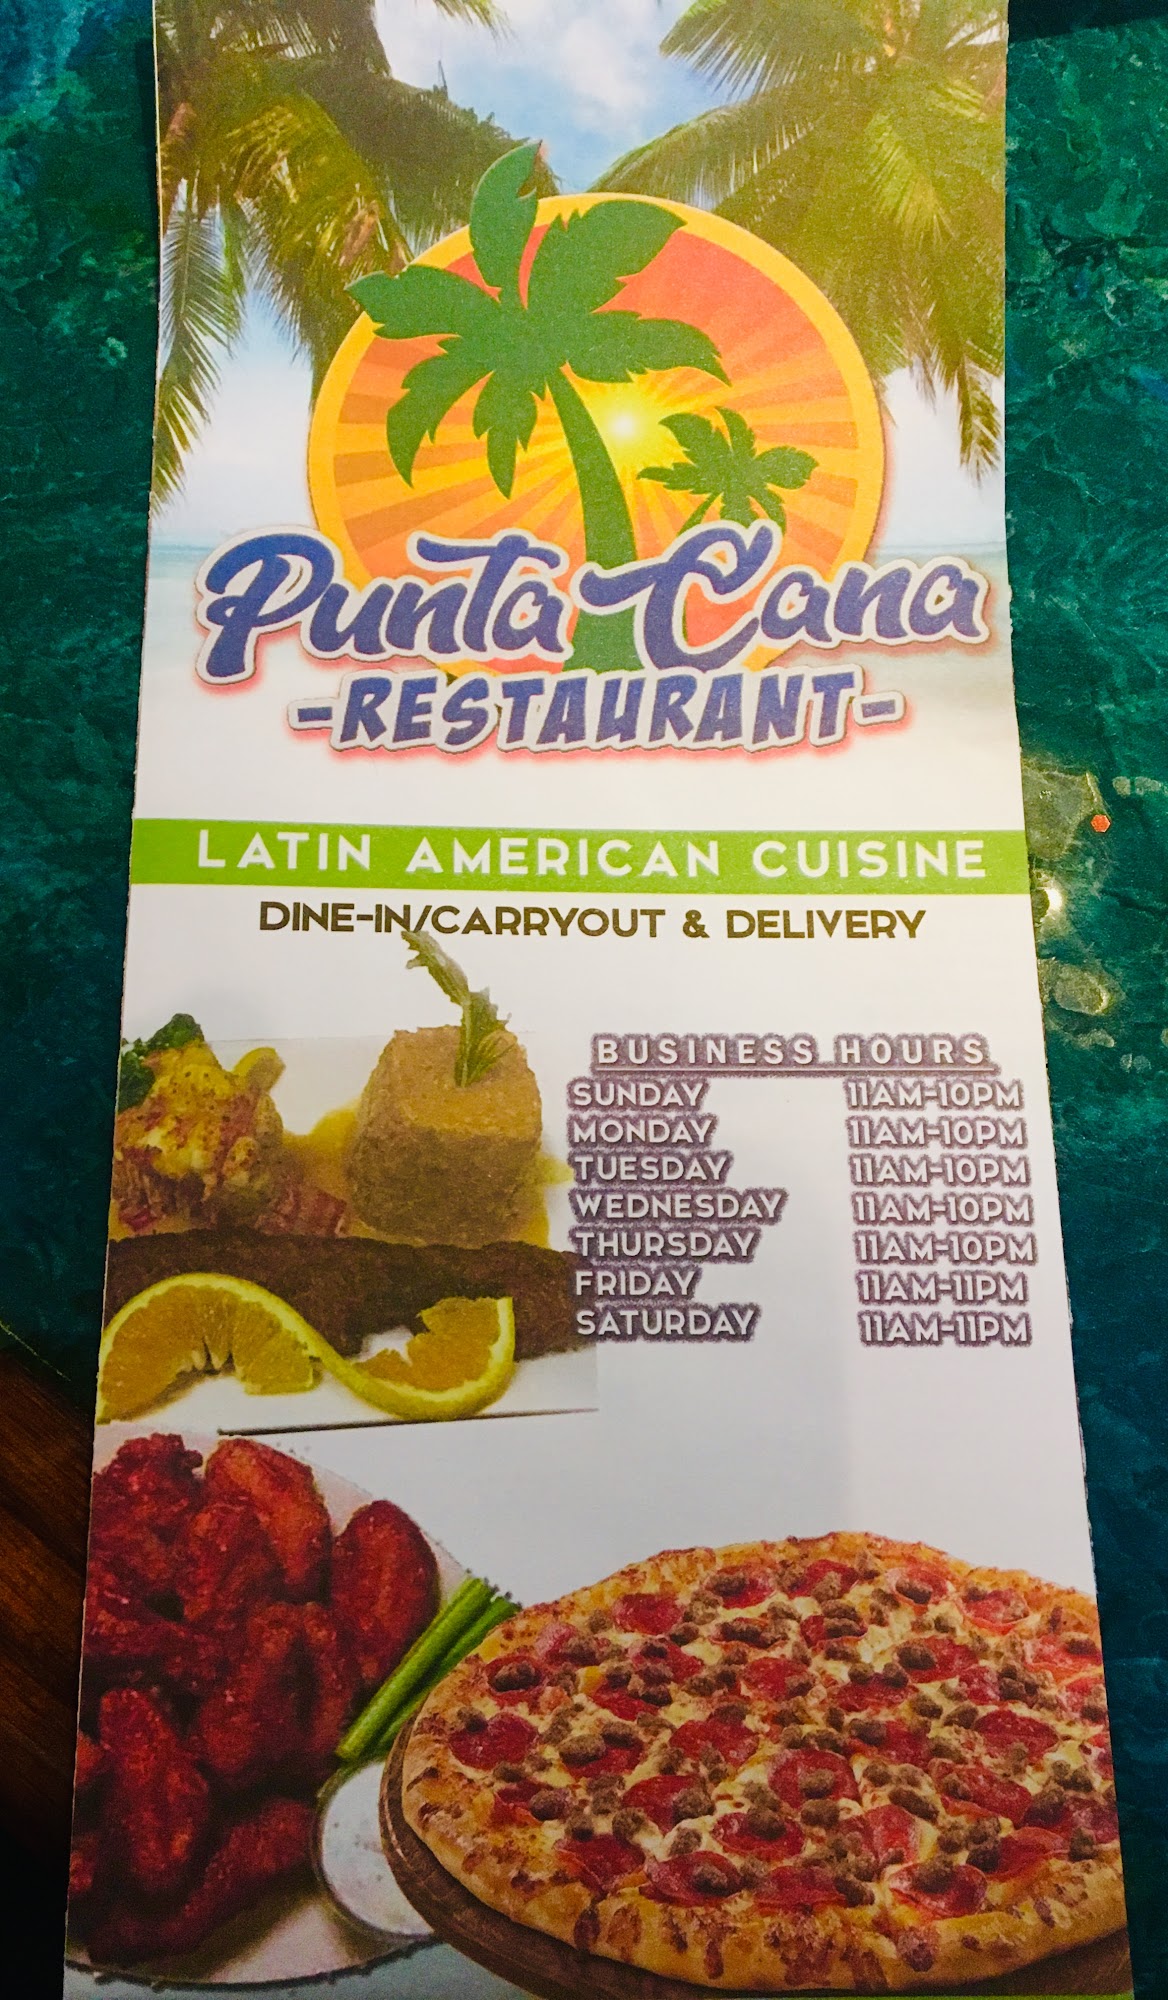 Punta Cana
-RESTAURANT-
LATIN AMERICAN CUISINE
DINE-IN/CARRYOUT & DELIVERY
BUSINESS HOURS
SUNDAY 11AM-10PM
MONDAY 11AM-10PM
TUESDAY 11AM-10PM
WEDNESDAY 11AM-10PM
THURSDAY 11AM-10PM
FRIDAY 11AM-11PM
SATURDAY 11AM-11PM